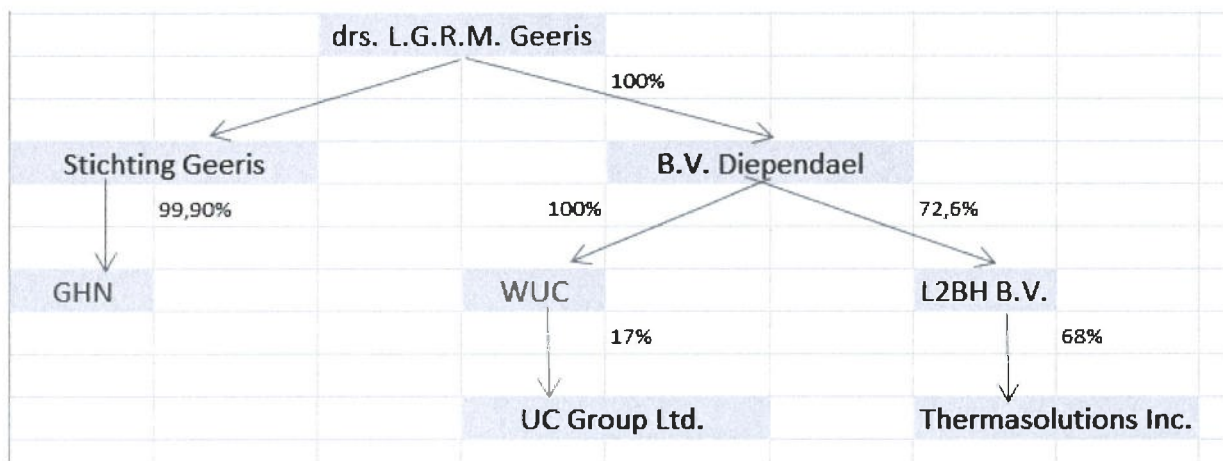 drs. L.G.R.M. Geeris
100%
Stichting Geeris
B.V. Diependael
99,90%
100%
72,6%
GHN
WUC
L2BH B.V.
17%
68%
UC Group Ltd.
Thermasolutions Inc.